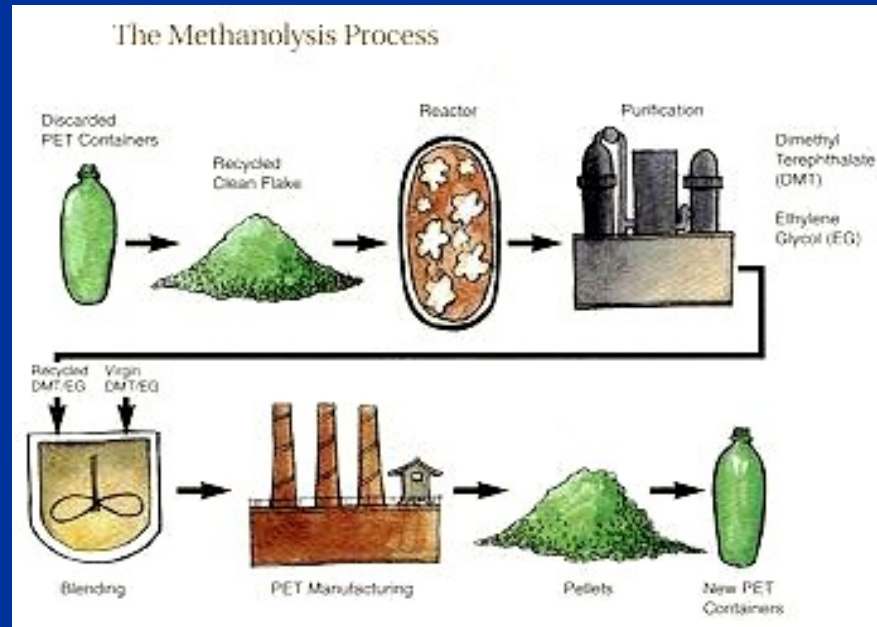 The Methanolysis Process
Discarded
PET Containers
Recycled
Clean Flake
Reactor
Purification
Dimethyl
Terephthalate
(DMT)
Ethylene
Glycol (EG)
Recycled
DMT/EG
Virgin
DMT/EG
Blending
PET Manufacturing
Pellets
New PET
Containers